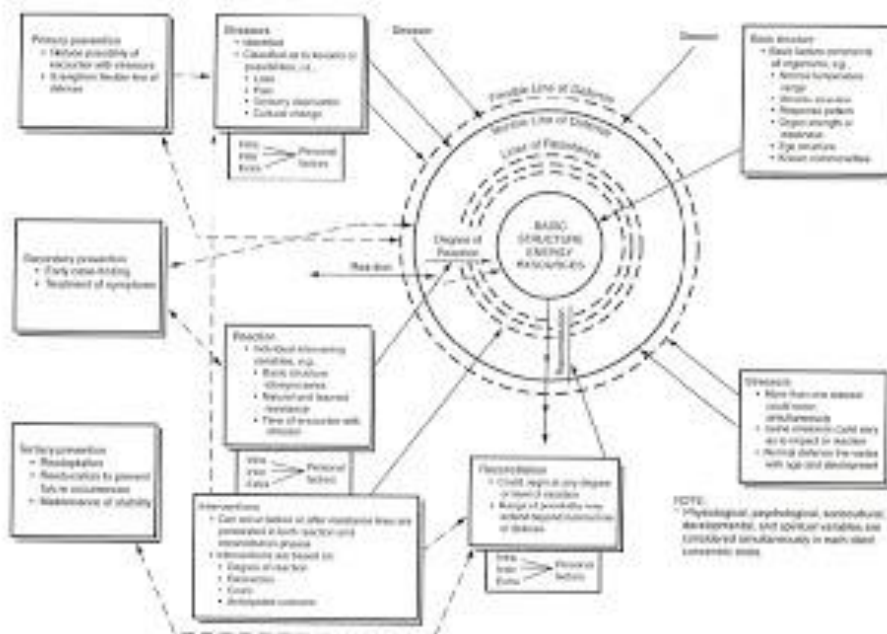 Primary prevention
• Reduce possibility of
encounter with stressors
• Strengthen flexible line of
defense
Stressors
• Identified
• Classified as to knowns or
possibilities, i.e.,
• Loss
• Pain
• Sensory deprivation
• Cultural change
Intra
Inter
Extra
Personal
factors
Stressor
Stressor
Basic structure
• Basic factors common to
all organisms, e.g.,
• Normal temperature
range
• Genetic structure
• Response pattern
• Organ strength or
weakness
• Ego structure
• Known commonalities
Flexible Line of Defense
Normal Line of Defense
Lines of Resistance
BASIC
STRUCTURE
ENERGY
RESOURCES
Degree of
Reaction
Reaction
Reconstitution
Secondary prevention
• Early case-finding
• Treatment of symptoms
Reaction
• Individual intervening
variables, e.g.,
• Basic structure
idiosyncrasies
• Natural and learned
resistance
• Time of encounter with
stressor
Intra
Inter
Extra
Personal
factors
Tertiary prevention
• Readaptation
• Reeducation to prevent
future occurrences
• Maintenance of stability
Interventions
• Can occur before or after resistance lines are
penetrated in both reaction and
reconstitution phases
• Interventions are based on:
• Degree of reaction
• Resources
• Goals
• Anticipated outcome
Reconstitution
• Could begin at any degree
or level of reaction
• Range of possibility may
extend beyond normal line
of defense
Intra
Inter
Extra
Personal
factors
Stressors
• More than one stressor
could occur
simultaneously
• Same stressors could vary
as to impact or reaction
• Normal defense line varies
with age and development
NOTE:
* Physiological, psychological, sociocultural,
developmental, and spiritual variables are
considered simultaneously in each client
concentric circle.